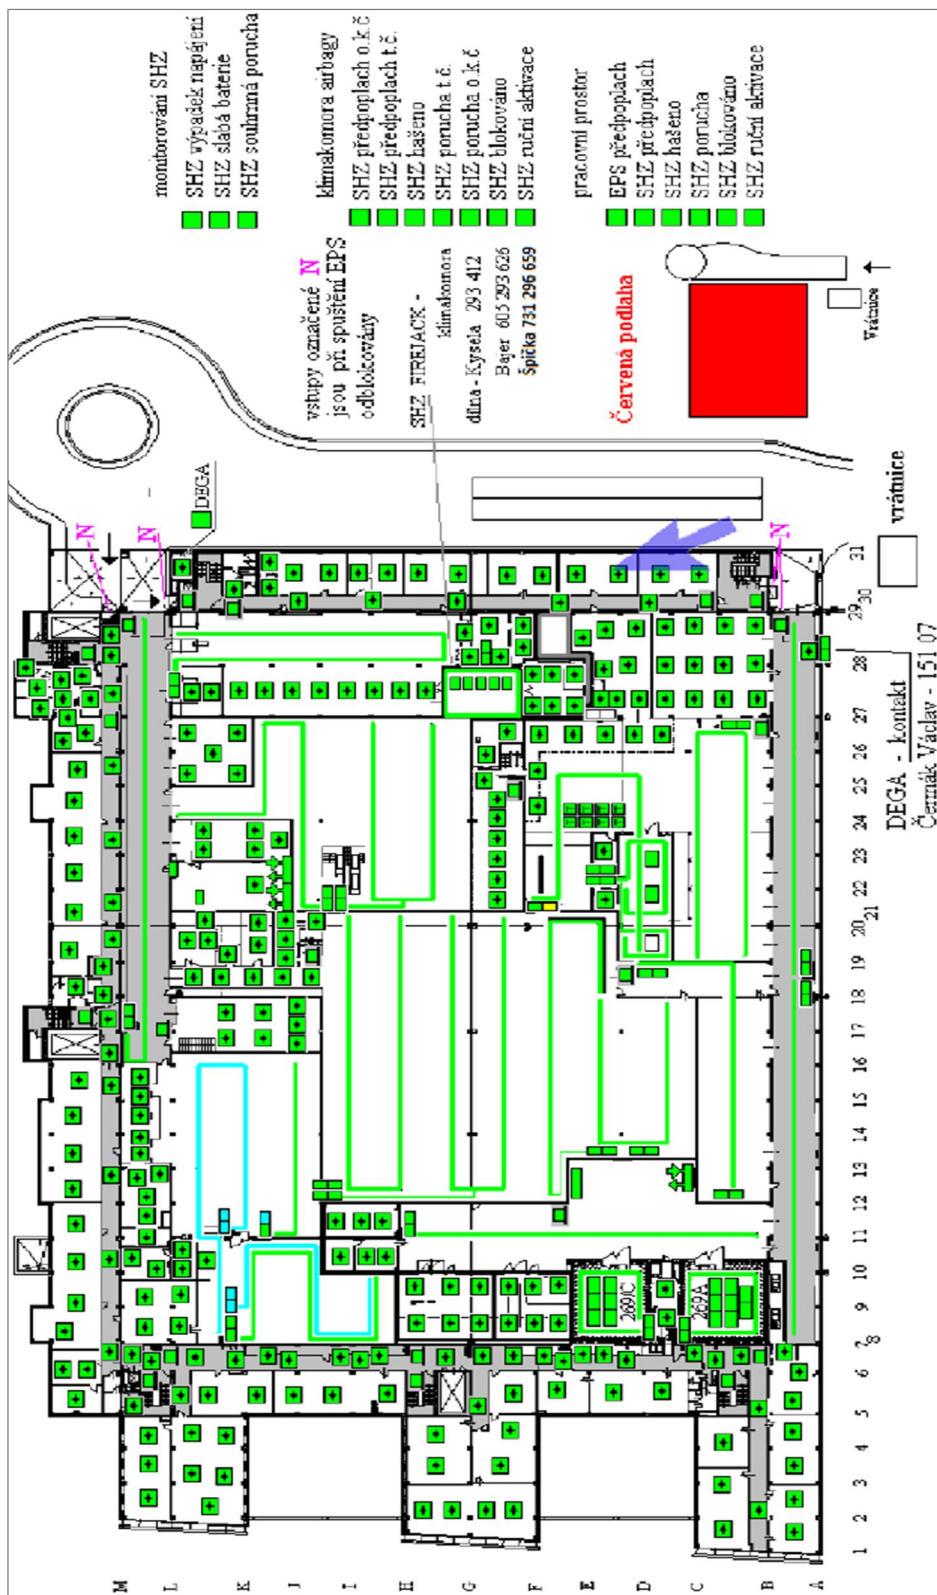 monitorování SHZ
SHZ výpadek napájení
SHZ slabá baterie
SHZ souhrnná porucha
klimakomora airbagy
SHZ předpoplach o.k.č
SHZ předpoplach t.č.
SHZ hašeno
SHZ porucha t.č.
SHZ porucha o.k.č
SHZ blokováno
SHZ ruční aktivace
pracovní prostor
EPS předpoplach
SHZ předpoplach
SHZ hašeno
SHZ porucha
SHZ blokováno
SHZ ruční aktivace
vstupy označené N
jsou při spuštění EPS
odblokovány
SHZ FIREJACK -
klimakomora
dílna - Kysela 293 412
Bajer 605 293 626
Špička 731 296 659
Červená podlaha
Vrátnice
DEGA
N
N
N
vrátnice
DEGA - kontakt
Čermák Václav - 151 07
269/C
269A
1 2 3 4 5 6 7 8 9 10 11 12 13 14 15 16 17 18 19 20 21 22 23 24 25 26 27 28 29 30 31
M
L
K
J
I
H
G
F
E
D
C
B
A